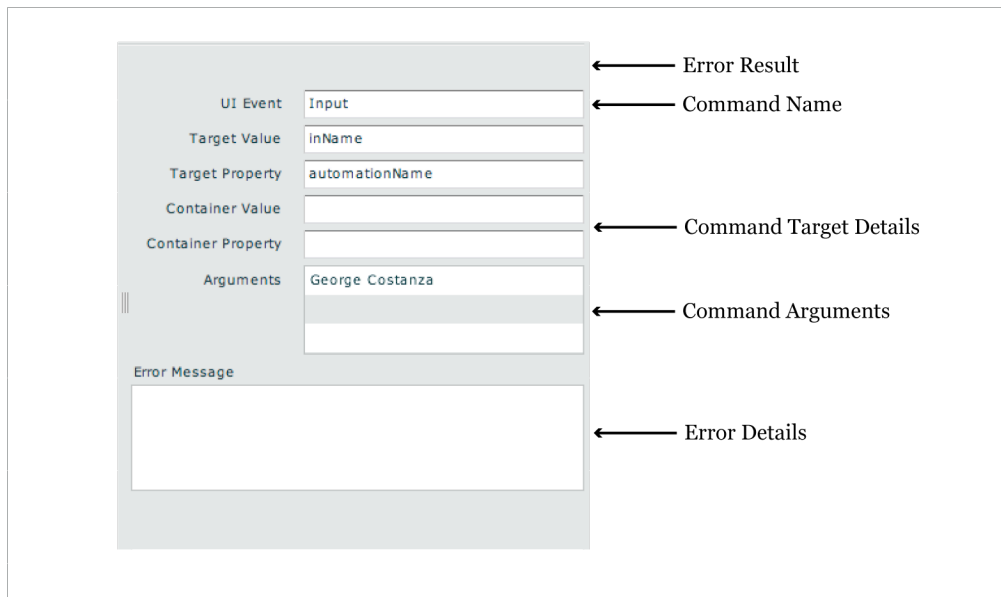 Error Result
UI Event Input Command Name
Target Value inName
Target Property automationName
Container Value
Command Target Details
Container Property
Arguments George Costanza
Command Arguments
Error Message
Error Details